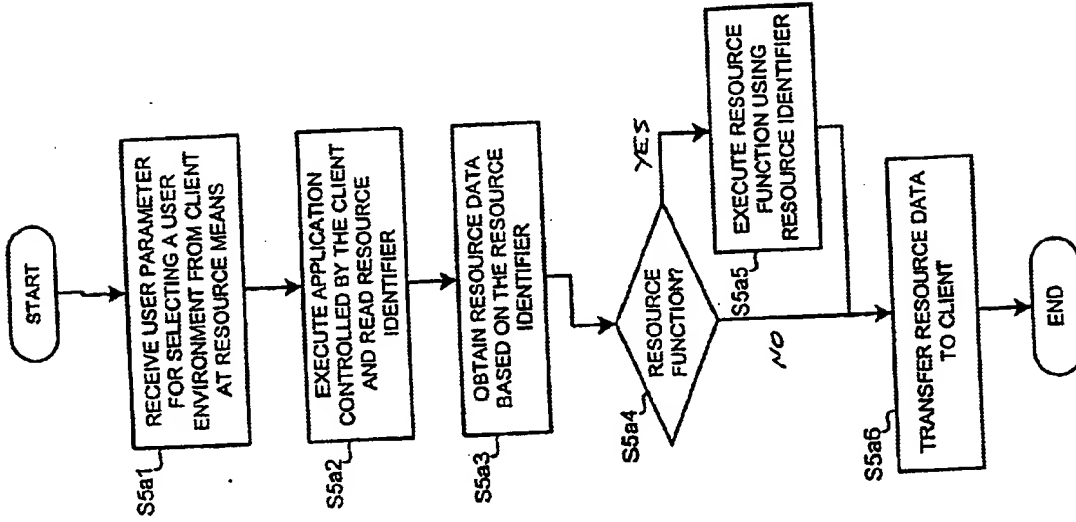 START
S5a1
RECEIVE USER PARAMETER
FOR SELECTING A USER
ENVIRONMENT FROM CLIENT
AT RESOURCE MEANS
S5a2
EXECUTE APPLICATION
CONTROLLED BY THE CLIENT
AND READ RESOURCE
IDENTIFIER
S5a3
OBTAIN RESOURCE DATA
BASED ON THE RESOURCE
IDENTIFIER
S5a4
RESOURCE
FUNCTION?
YES
NO
S5a5
EXECUTE RESOURCE
FUNCTION USING
RESOURCE IDENTIFIER
S5a6
TRANSFER RESOURCE DATA
TO CLIENT
END